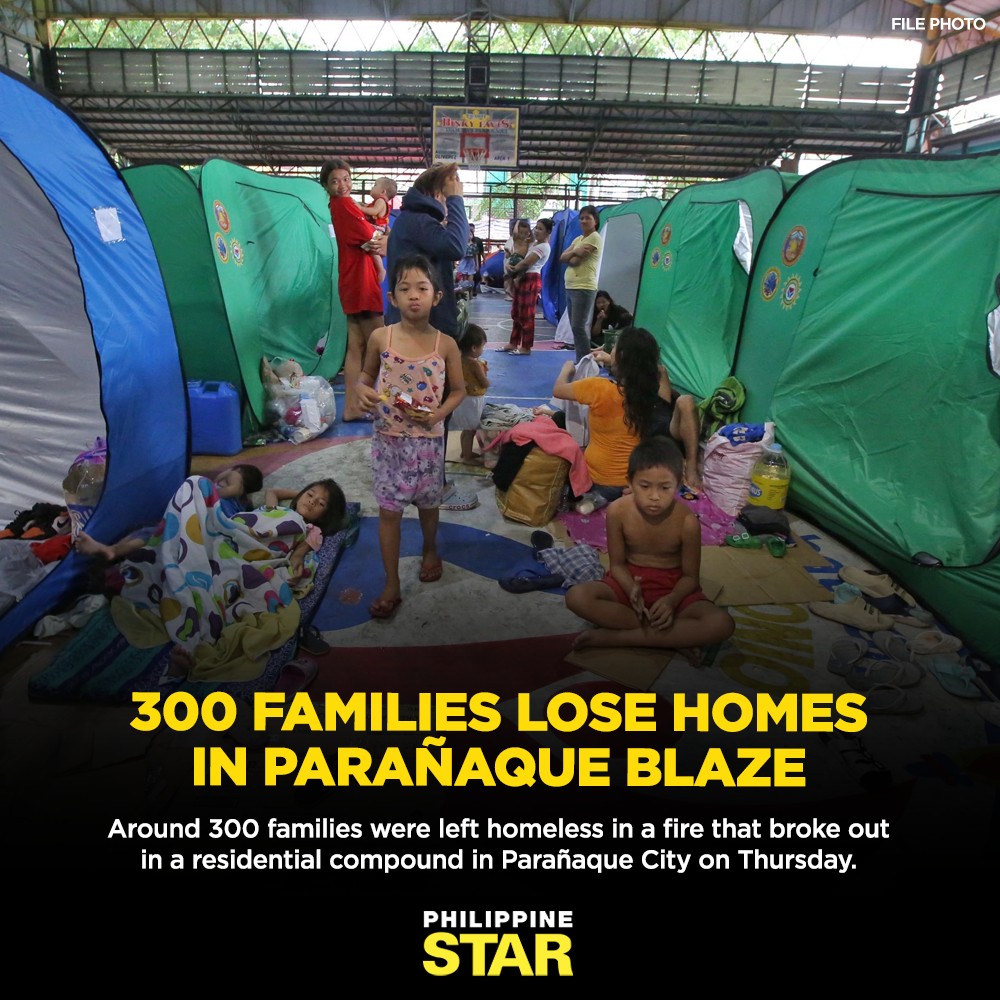 FILE PHOTO
300 FAMILIES LOSE HOMES
IN PARAÑAQUE BLAZE
Around 300 families were left homeless in a fire that broke out
in a residential compound in Parañaque City on Thursday.
PHILIPPINE
STAR